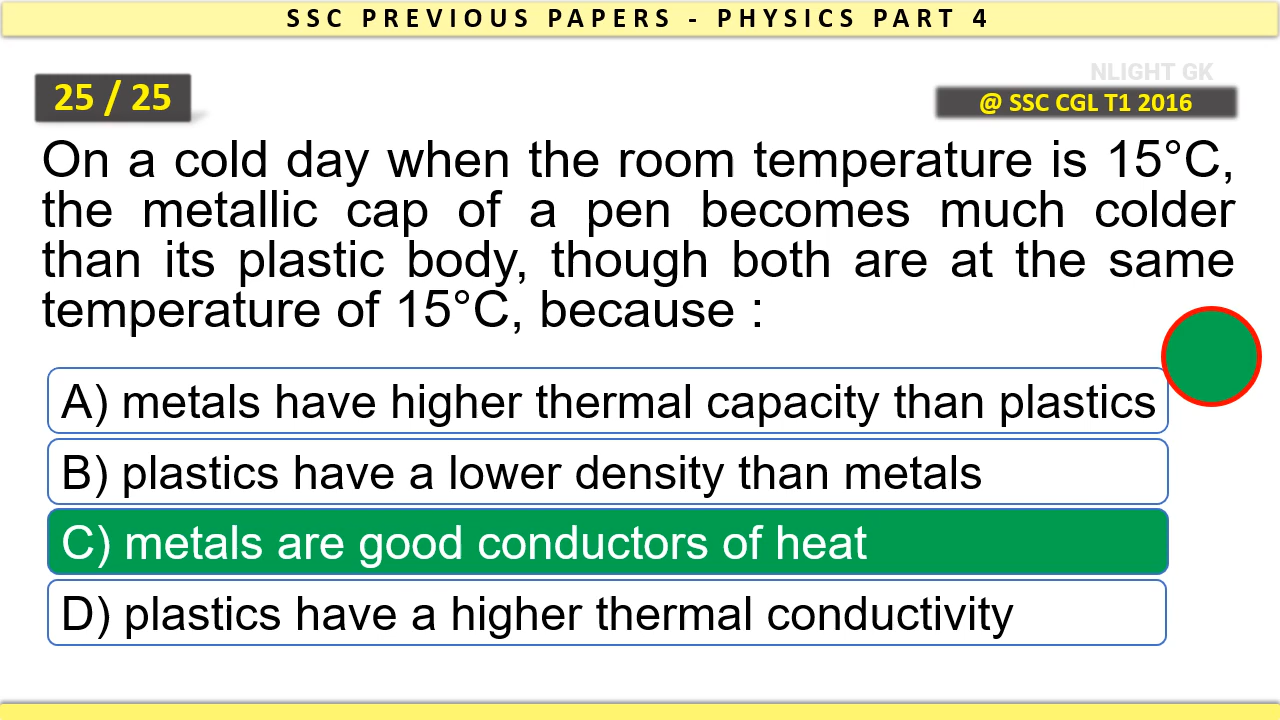 SSC PREVIOUS PAPERS - PHYSICS PART 4
NLIGHT GK
25 / 25
@ SSC CGL T1 2016
On a cold day when the room temperature is 15°C,
the metallic cap of a pen becomes much colder
than its plastic body, though both are at the same
temperature of 15°C, because :
A) metals have higher thermal capacity than plastics
B) plastics have a lower density than metals
C) metals are good conductors of heat
D) plastics have a higher thermal conductivity